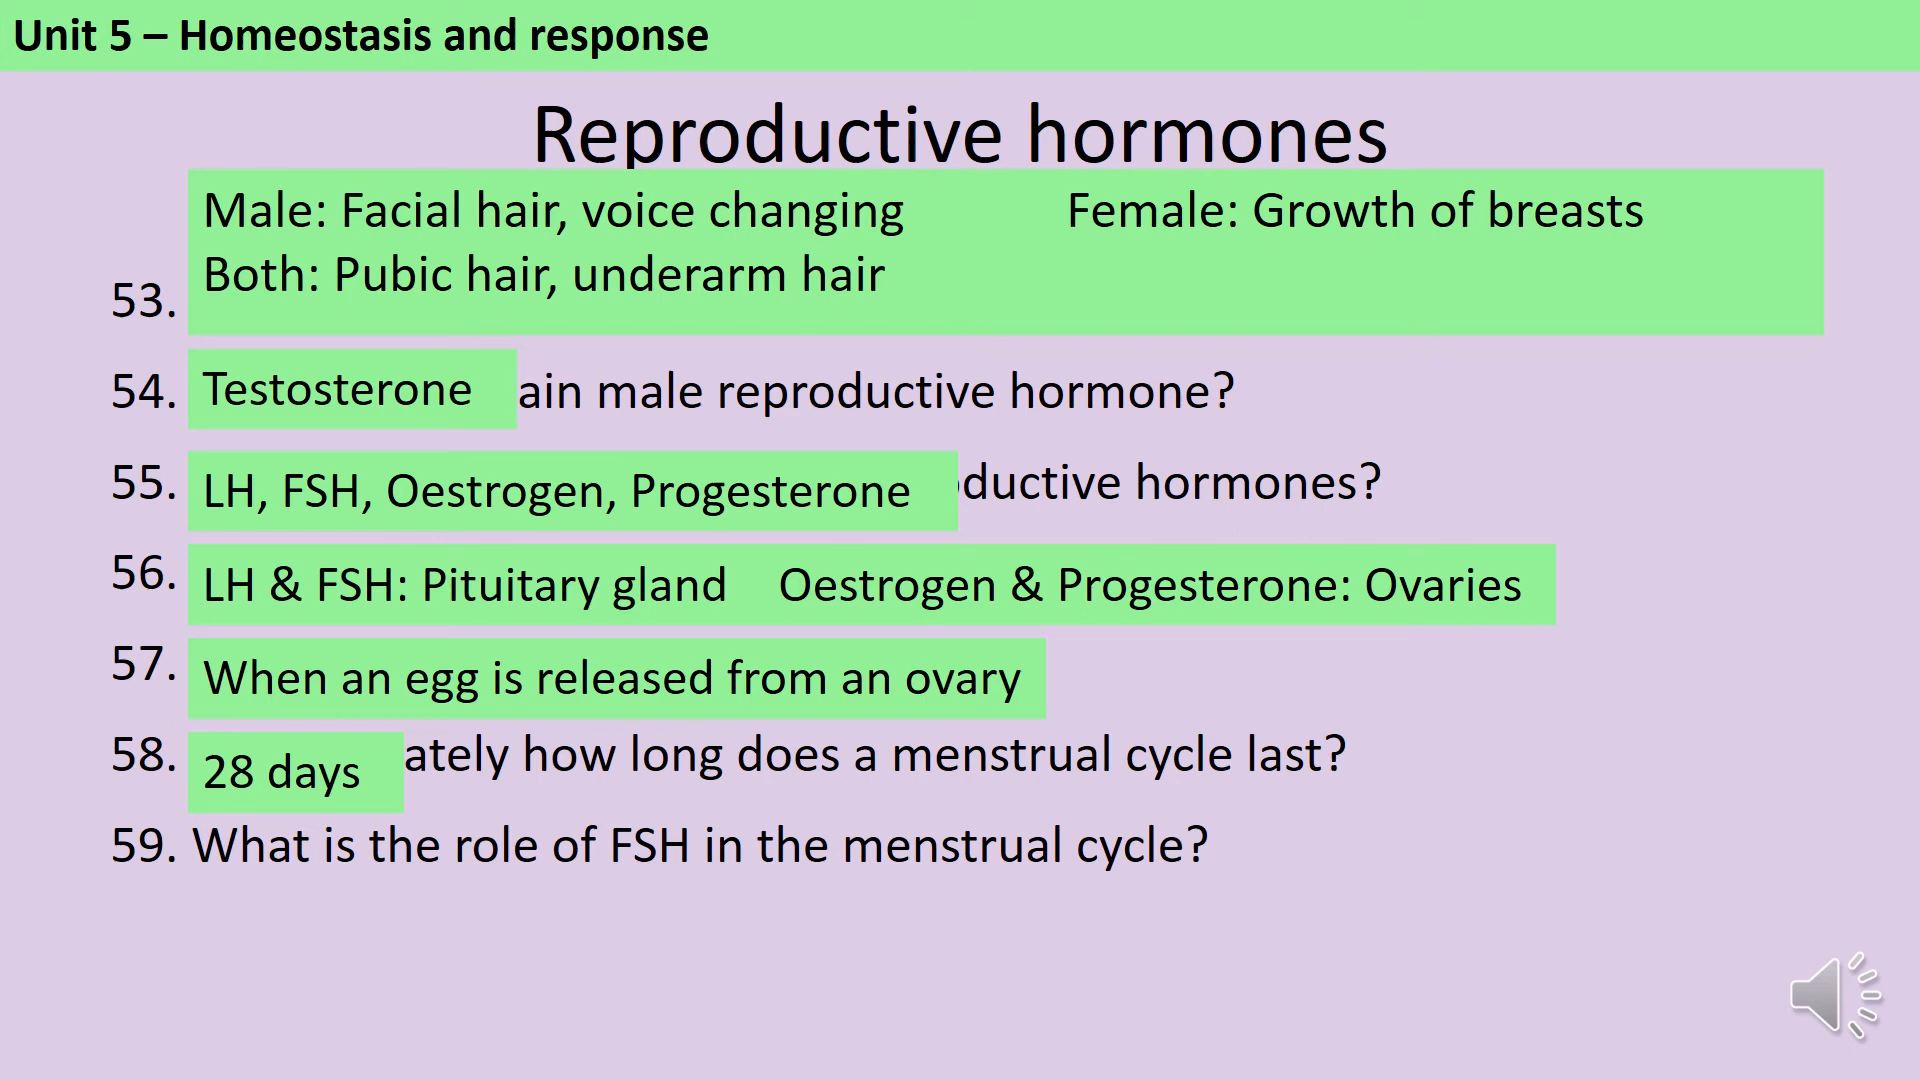 Unit 5 – Homeostasis and response
Reproductive hormones
Male: Facial hair, voice changing Female: Growth of breasts
Both: Pubic hair, underarm hair
53.
54. Testosterone ain male reproductive hormone?
55. LH, FSH, Oestrogen, Progesterone ductive hormones?
56. LH & FSH: Pituitary gland Oestrogen & Progesterone: Ovaries
57. When an egg is released from an ovary
58. 28 days ately how long does a menstrual cycle last?
59. What is the role of FSH in the menstrual cycle?